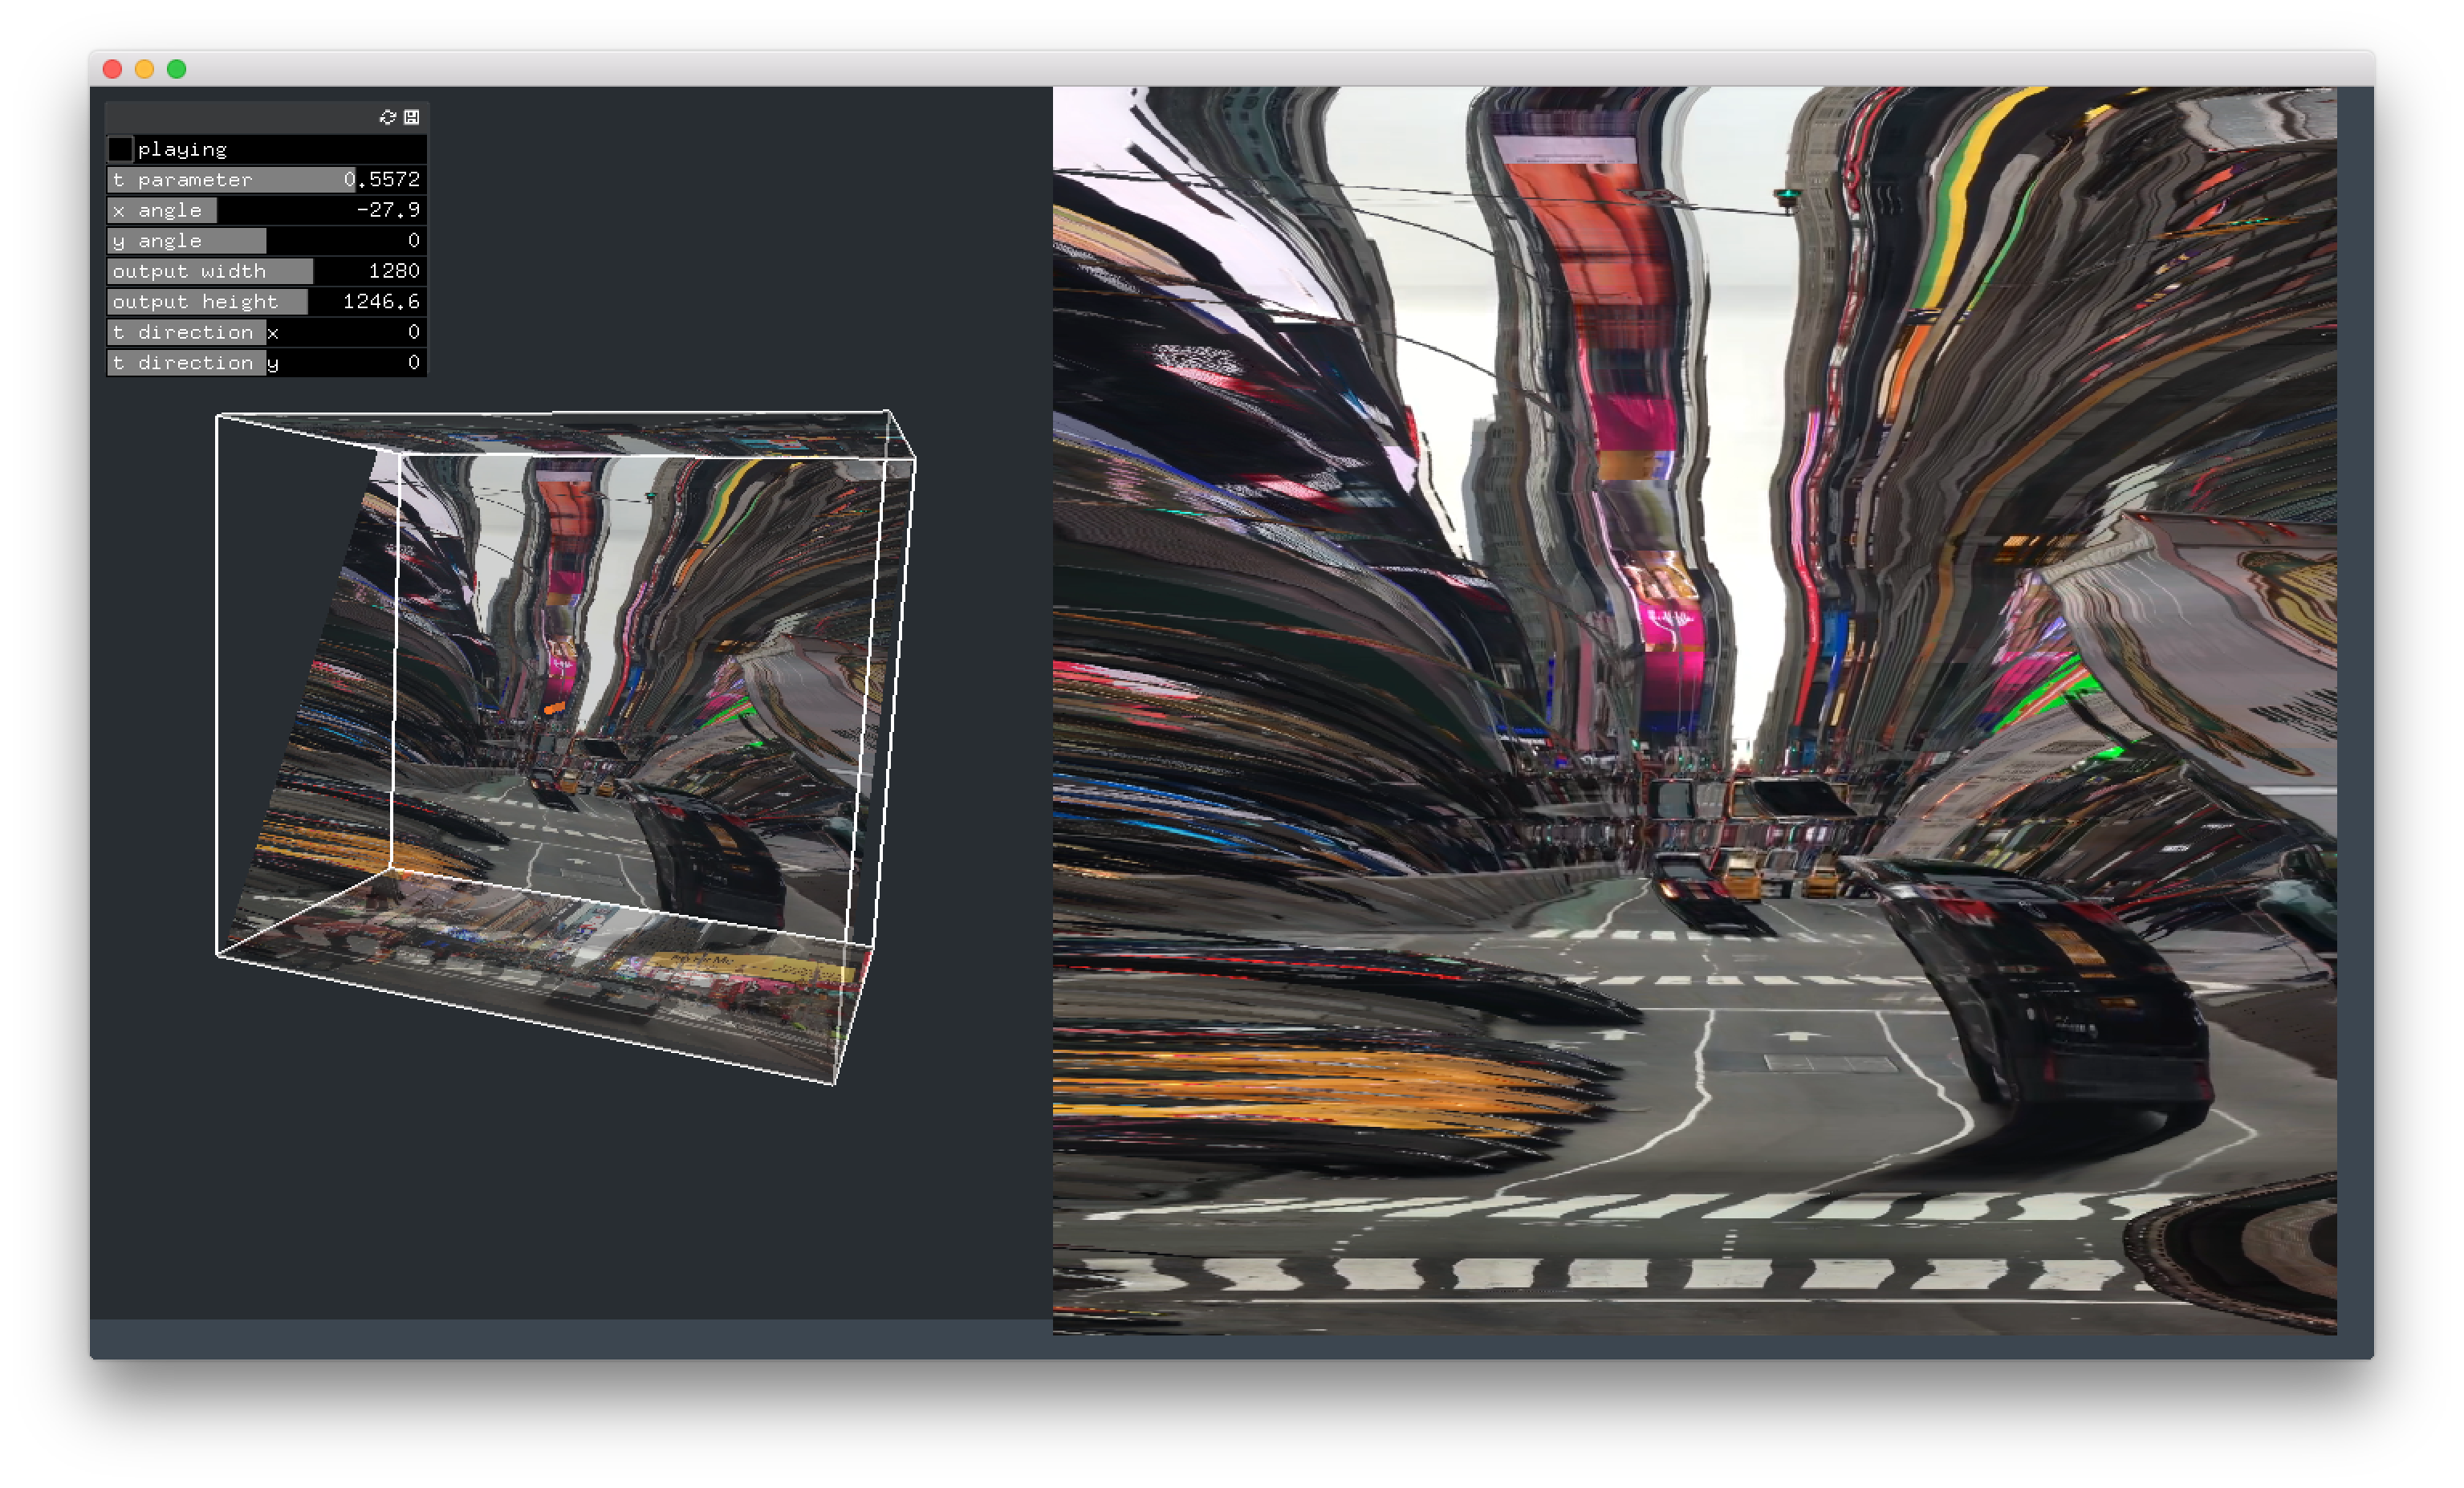 playing
t parameter 0.5572
x angle -27.9
y angle 0
output width 1280
output height 1246.6
t direction x 0
t direction y 0